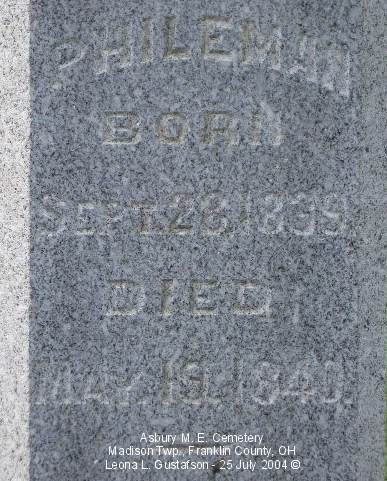 PHILEMAN
BORN
SEPT.28,1839.
DIED
MAY.19.1840.
Asbury M. E. Cemetery
Madison Twp., Franklin County, OH
Leona L. Gustafson - 25 July 2004 ©